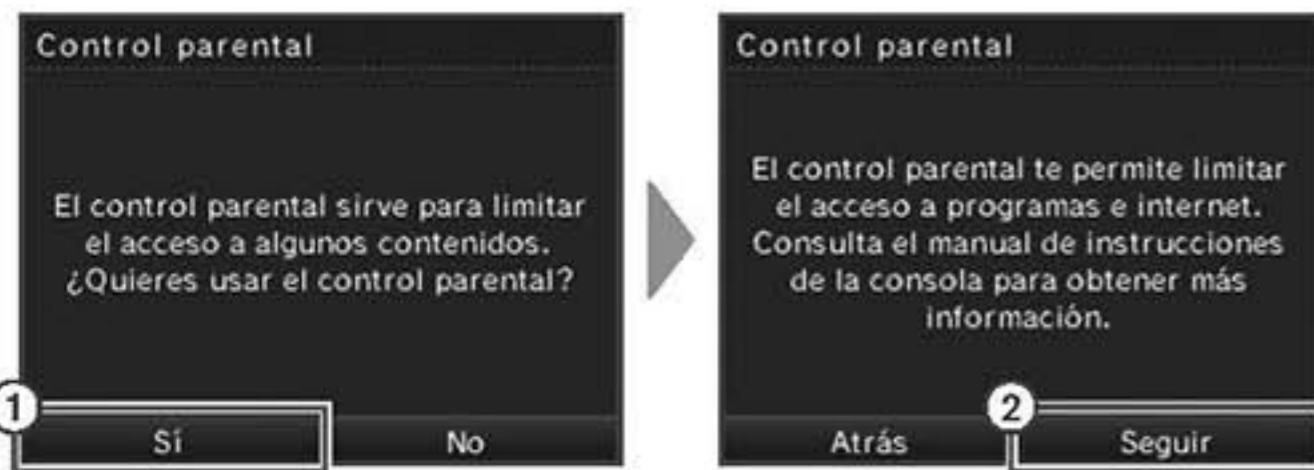 Control parental
El control parental sirve para limitar
el acceso a algunos contenidos.
¿Quieres usar el control parental?
1
Sí
No
Control parental
El control parental te permite limitar
el acceso a programas e internet.
Consulta el manual de instrucciones
de la consola para obtener más
información.
2
Atrás
Seguir